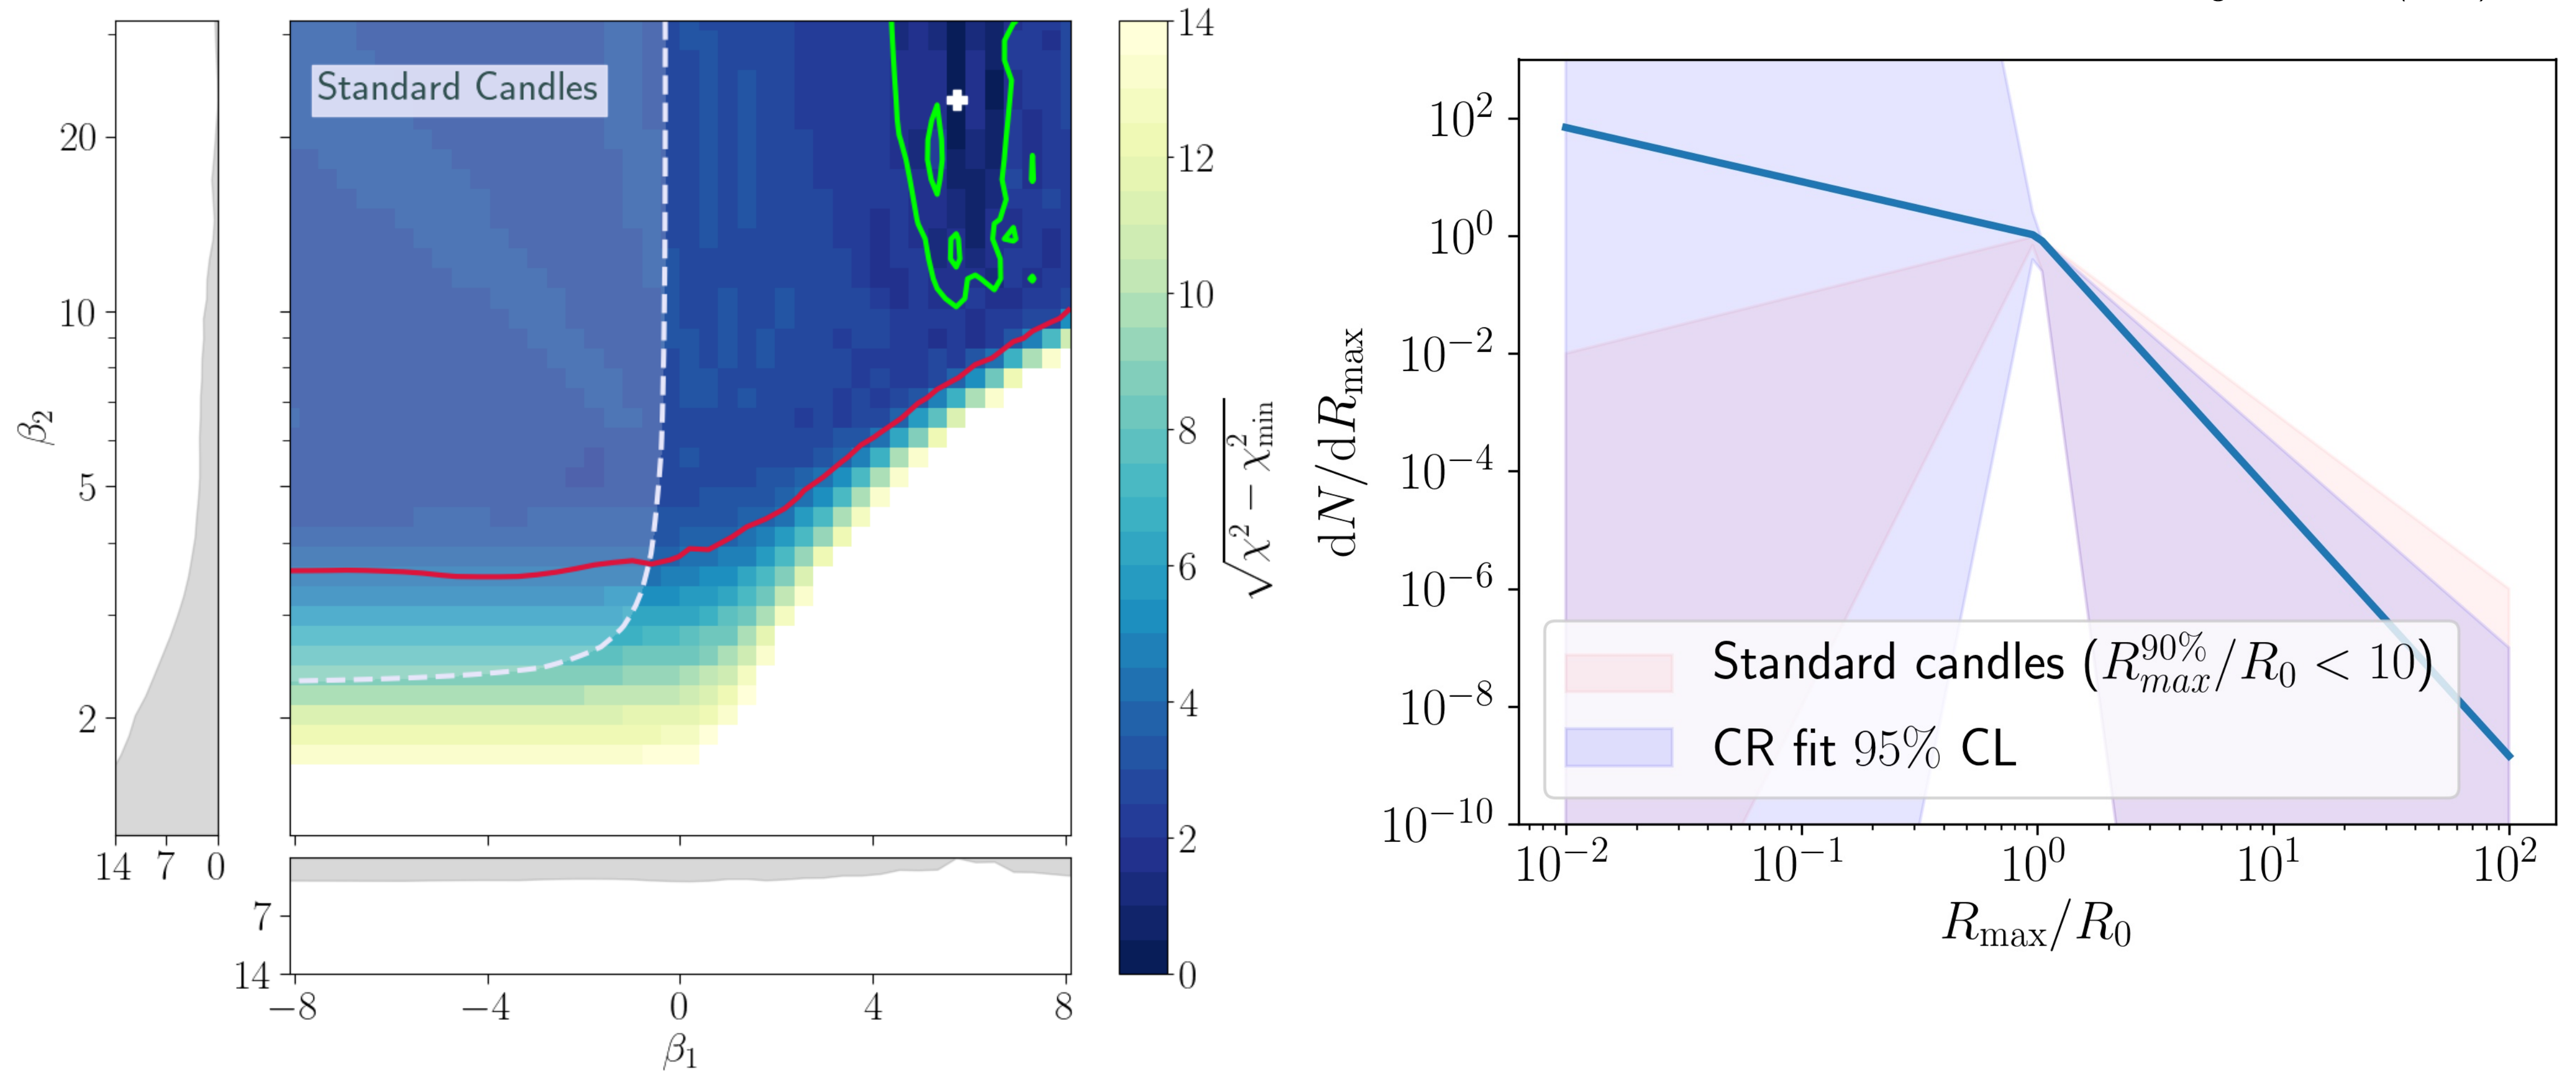 Standard Candles
20
10
5
2
β₂
14 7 0
7
14
−8 −4 0 4 8
β₁
14
12
10
8
6
4
2
0
√(χ² − χ²min)
10²
10⁰
10⁻²
10⁻⁴
10⁻⁶
10⁻⁸
10⁻¹⁰
dN/dRmax
Standard candles (R^90%_max/R₀ < 10)
CR fit 95% CL
10⁻² 10⁻¹ 10⁰ 10¹ 10²
Rmax/R₀